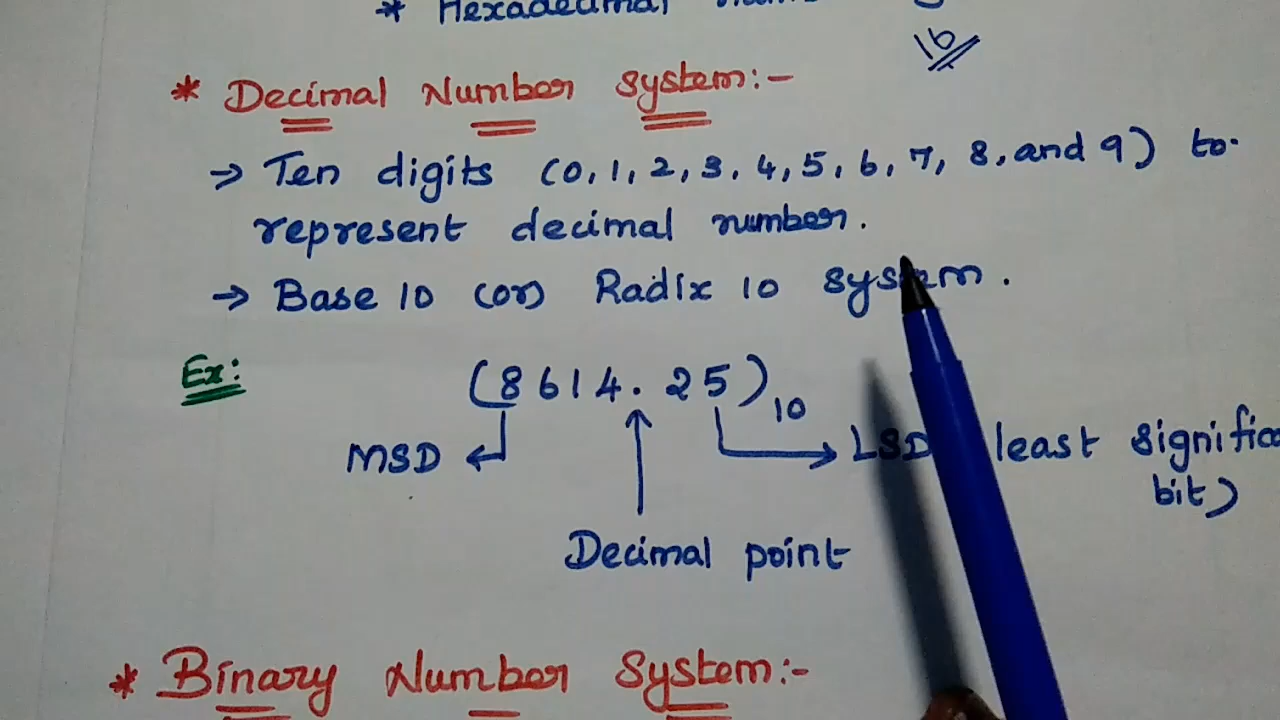 * Hexadecimal
16
* Decimal Number System:-
→ Ten digits (0, 1, 2, 3, 4, 5, 6, 7, 8, and 9) to
represent decimal number.
→ Base 10 (or) Radix 10 system.
Ex:
(8614.25)10
MSD ← → LSD least
bit)
Decimal point
* Binary Number System:-